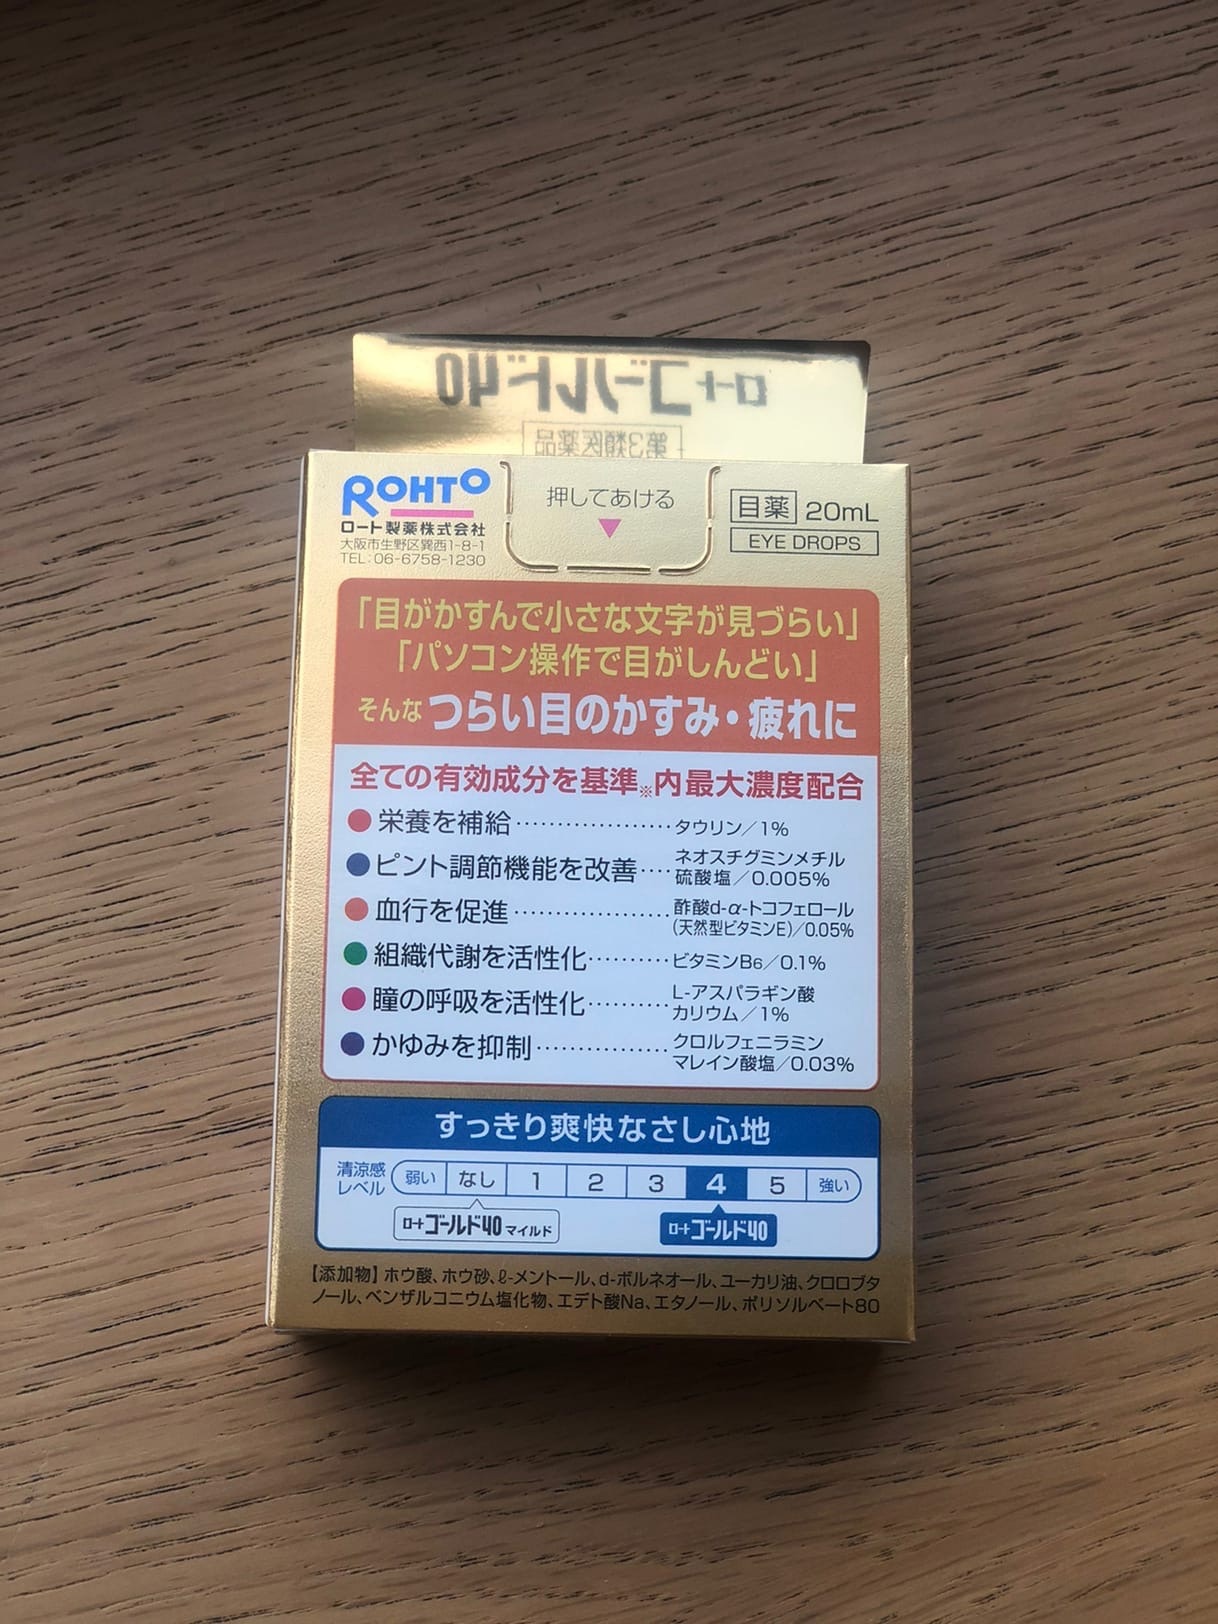 ロート ゴールド40
第3類医薬品
ROHTO
ロート製薬株式会社
大阪市生野区巽西1-8-1
TEL:06-6758-1230
押してあける
目薬 20mL
EYE DROPS
「目がかすんで小さな文字が見づらい」
「パソコン操作で目がしんどい」
そんなつらい目のかすみ・疲れに
全ての有効成分を基準※内最大濃度配合
●栄養を補給…………………タウリン/1%
●ピント調節機能を改善‥‥ネオスチグミンメチル
硫酸塩/0.005%
●血行を促進…………………酢酸d-α-トコフェロール
(天然型ビタミンE)/0.05%
●組織代謝を活性化…………ビタミンB6/0.1%
●瞳の呼吸を活性化…………L-アスパラギン酸
カリウム/1%
●かゆみを抑制………………クロルフェニラミン
マレイン酸塩/0.03%
すっきり爽快なさし心地
清涼感
レベル
弱い なし 1 2 3 4 5 強い
ロート ゴールド40 マイルド
ロート ゴールド40
【添加物】ホウ酸、ホウ砂、ℓ-メントール、d-ボルネオール、ユーカリ油、クロロブタ
ノール、ベンザルコニウム塩化物、エデト酸Na、エタノール、ポリソルベート80